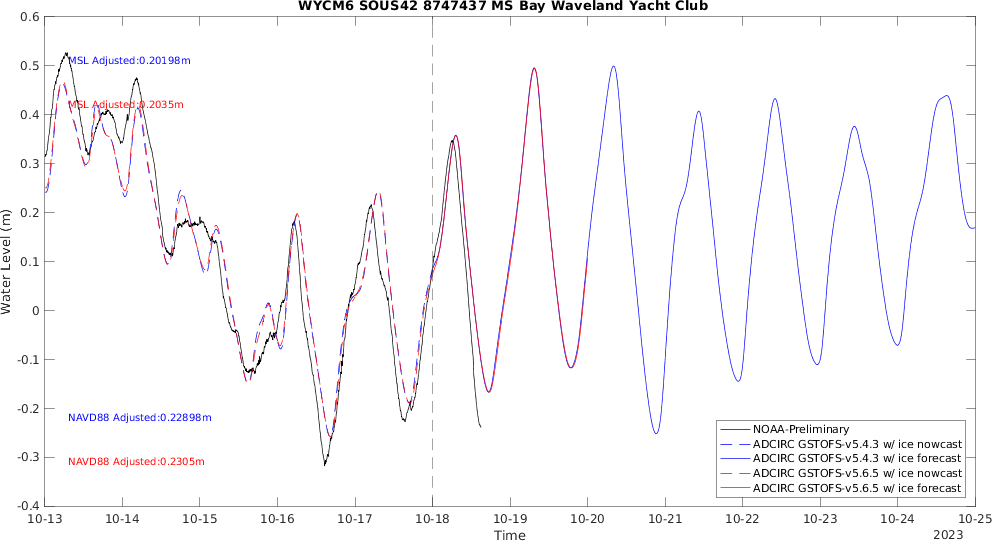 WYCM6 SOUS42 8747437 MS Bay Waveland Yacht Club
0.6
0.5
0.4
0.3
0.2
0.1
0
-0.1
-0.2
-0.3
-0.4
Water Level (m)
MSL Adjusted:0.20198m
MSL Adjusted:0.2035m
NAVD88 Adjusted:0.22898m
NAVD88 Adjusted:0.2305m
NOAA-Preliminary
ADCIRC GSTOFS-v5.4.3 w/ ice nowcast
ADCIRC GSTOFS-v5.4.3 w/ ice forecast
ADCIRC GSTOFS-v5.6.5 w/ ice nowcast
ADCIRC GSTOFS-v5.6.5 w/ ice forecast
10-13 10-14 10-15 10-16 10-17 10-18 10-19 10-20 10-21 10-22 10-23 10-24 10-25
Time
2023